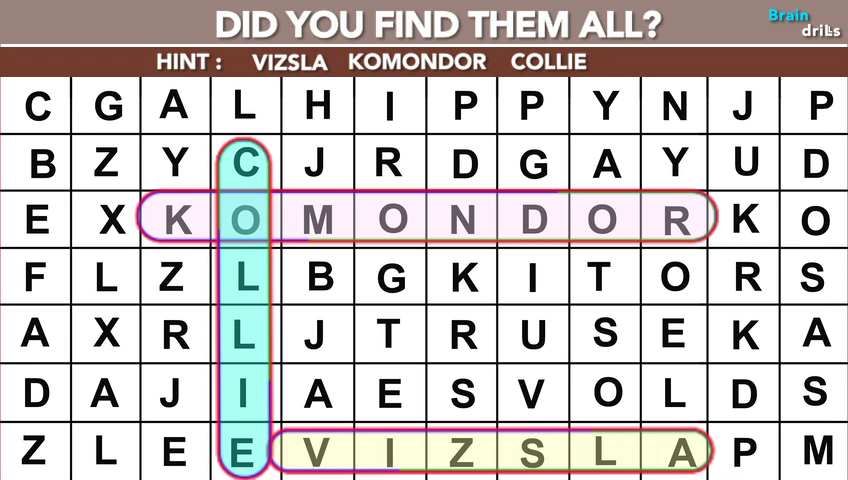 DID YOU FIND THEM ALL?
Brain
drills
HINT : VIZSLA KOMONDOR COLLIE
C G A L H I P P Y N J P
B Z Y C J R D G A Y U D
E X K O M O N D O R K O
F L Z L B G K I T O R S
A X R L J T R U S E K A
D A J I A E S V O L D S
Z L E E V I Z S L A P M